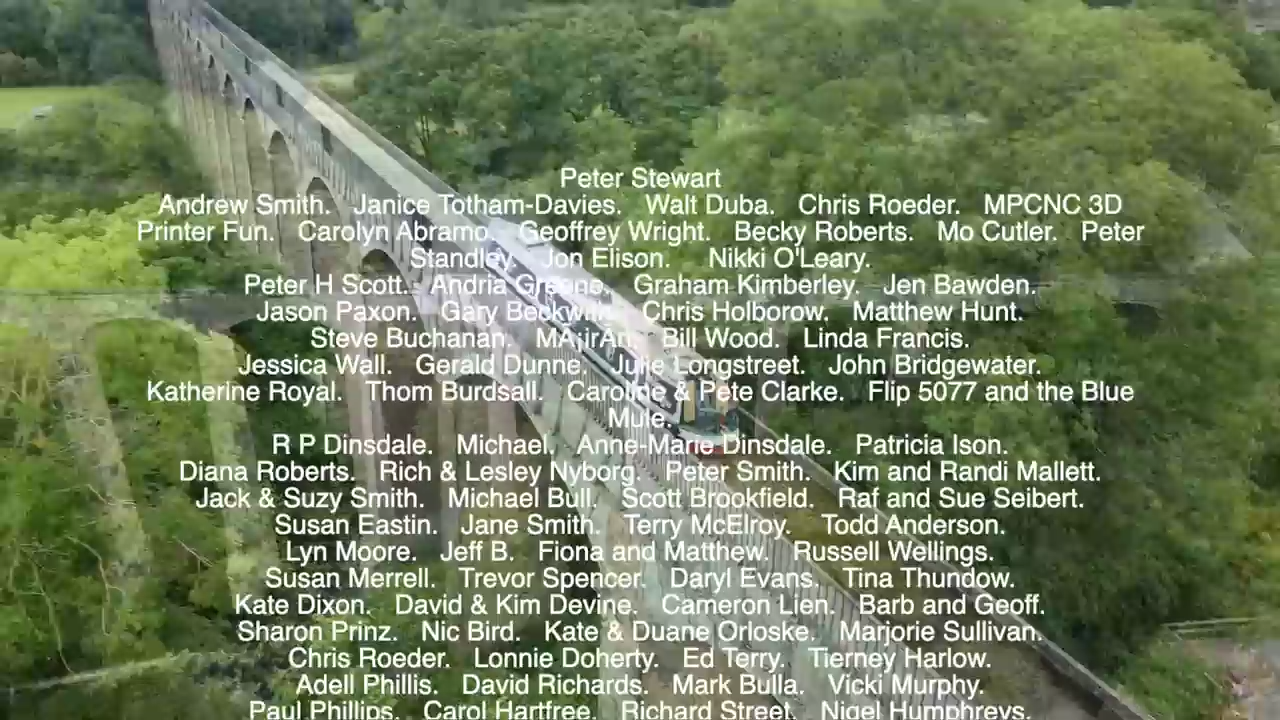 Peter Stewart
Andrew Smith. Janice Totham-Davies. Walt Duba. Chris Roeder. MPCNC 3D
Printer Fun. Carolyn Abramo. Geoffrey Wright. Becky Roberts. Mo Cutler. Peter
Standley. Jon Elison. Nikki O'Leary.
Peter H Scott. Andria Greene. Graham Kimberley. Jen Bawden.
Jason Paxon. Gary Beckwith. Chris Holborow. Matthew Hunt.
Steve Buchanan. MA¡irAn. Bill Wood. Linda Francis.
Jessica Wall. Gerald Dunne. Julie Longstreet. John Bridgewater.
Katherine Royal. Thom Burdsall. Caroline & Pete Clarke. Flip 5077 and the Blue
Mule.
R P Dinsdale. Michael. Anne-Marie Dinsdale. Patricia Ison.
Diana Roberts. Rich & Lesley Nyborg. Peter Smith. Kim and Randi Mallett.
Jack & Suzy Smith. Michael Bull. Scott Brookfield. Raf and Sue Seibert.
Susan Eastin. Jane Smith. Terry McElroy. Todd Anderson.
Lyn Moore. Jeff B. Fiona and Matthew. Russell Wellings.
Susan Merrell. Trevor Spencer. Daryl Evans. Tina Thundow.
Kate Dixon. David & Kim Devine. Cameron Lien. Barb and Geoff.
Sharon Prinz. Nic Bird. Kate & Duane Orloske. Marjorie Sullivan.
Chris Roeder. Lonnie Doherty. Ed Terry. Tierney Harlow.
Adell Phillis. David Richards. Mark Bulla. Vicki Murphy.
Paul Phillips. Carol Hartfree. Richard Street. Nigel Humphreys.